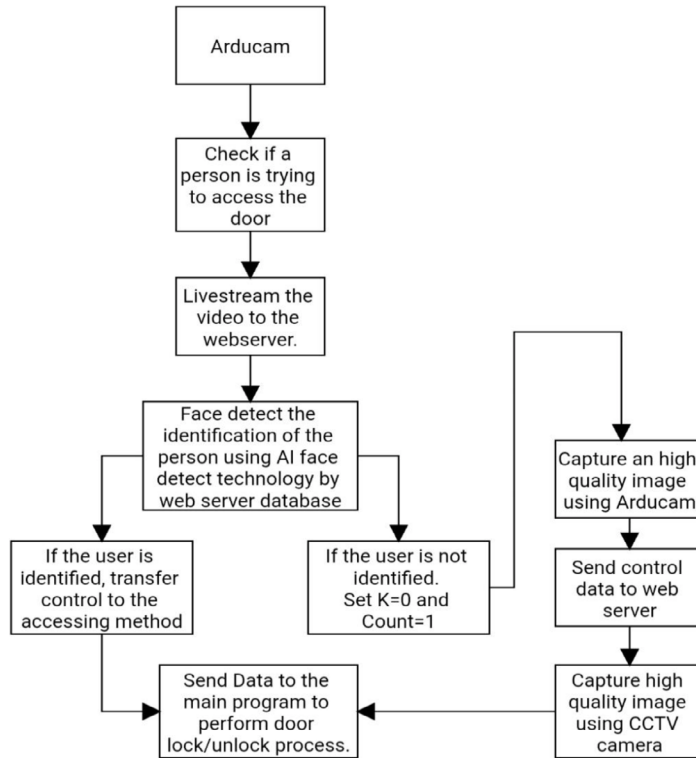 Arducam
Check if a
person is trying
to access the
door
Livestream the
video to the
webserver.
Face detect the
identification of the
person using AI face
detect technology by
web server database
If the user is
identified, transfer
control to the
accessing method
If the user is not
identified.
Set K=0 and
Count=1
Capture an high
quality image
using Arducam
Send control
data to web
server
Capture high
quality image
using CCTV
camera
Send Data to the
main program to
perform door
lock/unlock process.